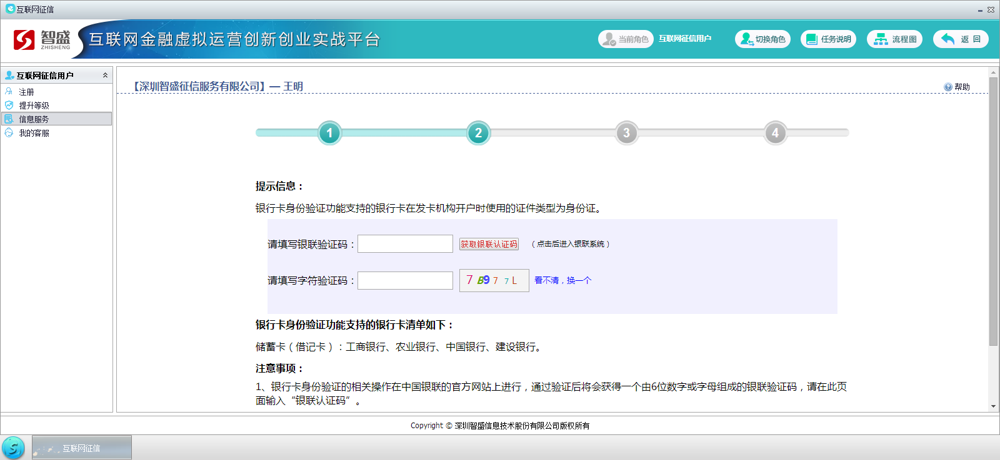 互联网征信
智盛
ZHISHENG
互联网金融虚拟运营创新创业实战平台
当前角色
互联网征信用户
切换角色
任务说明
流程图
返 回
互联网征信用户
注册
提升等级
信息服务
我的客服
【深圳智盛征信服务有限公司】— 王明
帮助
1
2
3
4
提示信息：
银行卡身份验证功能支持的银行卡在发卡机构开户时使用的证件类型为身份证。
请填写银联验证码：
获取银联认证码
（点击后进入银联系统）
请填写字符验证码：
7B977L
看不清，换一个
银行卡身份验证功能支持的银行卡清单如下：
储蓄卡（借记卡）：工商银行、农业银行、中国银行、建设银行。
注意事项：
1、银行卡身份验证的相关操作在中国银联的官方网站上进行，通过验证后将会获得一个由6位数字或字母组成的银联验证码，请在此页
面输入“银联认证码”。
Copyright © 深圳智盛信息技术股份有限公司版权所有
互联网征信